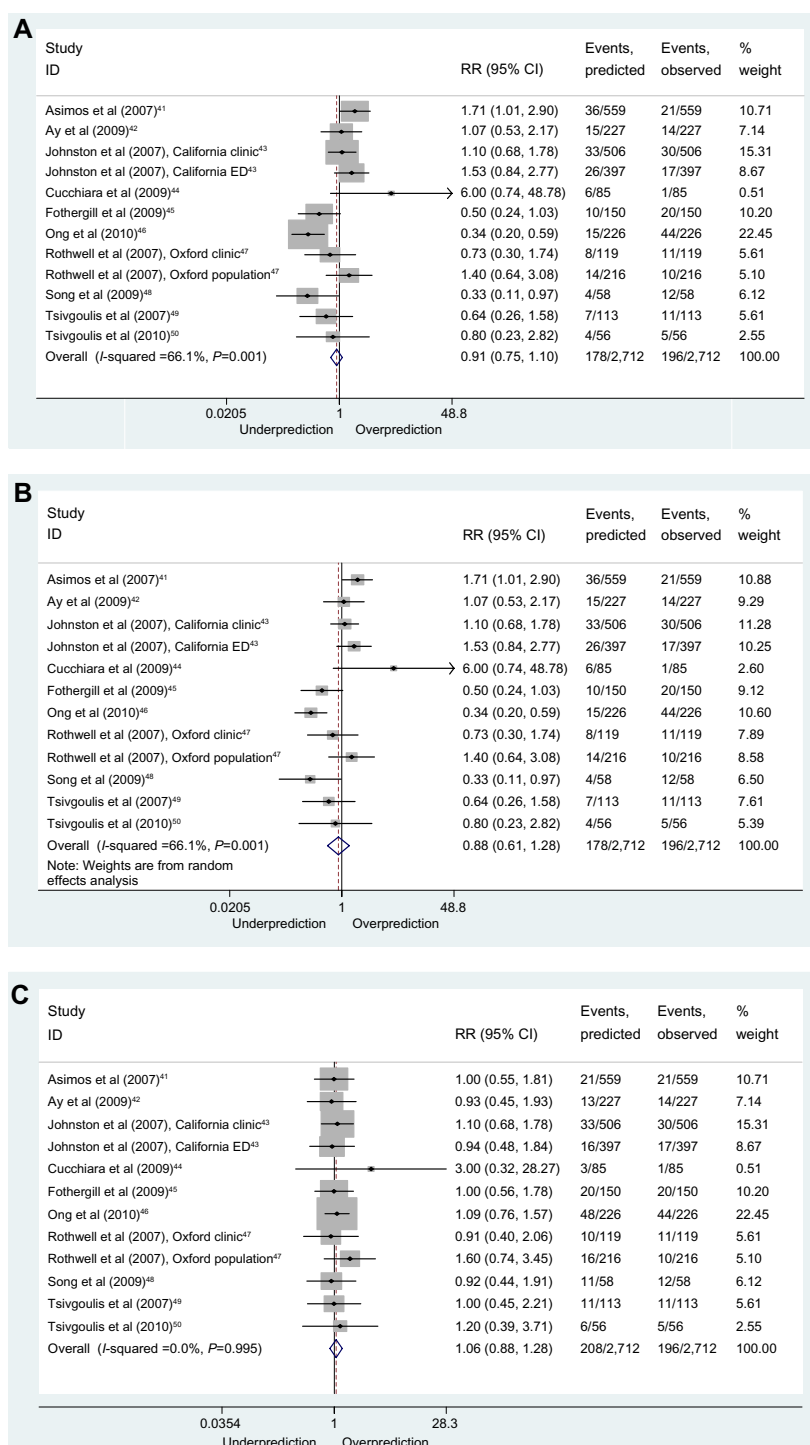 A
Study
ID RR (95% CI) Events, predicted Events, observed % weight
Asimos et al (2007)41 1.71 (1.01, 2.90) 36/559 21/559 10.71
Ay et al (2009)42 1.07 (0.53, 2.17) 15/227 14/227 7.14
Johnston et al (2007), California clinic43 1.10 (0.68, 1.78) 33/506 30/506 15.31
Johnston et al (2007), California ED43 1.53 (0.84, 2.77) 26/397 17/397 8.67
Cucchiara et al (2009)44 6.00 (0.74, 48.78) 6/85 1/85 0.51
Fothergill et al (2009)45 0.50 (0.24, 1.03) 10/150 20/150 10.20
Ong et al (2010)46 0.34 (0.20, 0.59) 15/226 44/226 22.45
Rothwell et al (2007), Oxford clinic47 0.73 (0.30, 1.74) 8/119 11/119 5.61
Rothwell et al (2007), Oxford population47 1.40 (0.64, 3.08) 14/216 10/216 5.10
Song et al (2009)48 0.33 (0.11, 0.97) 4/58 12/58 6.12
Tsivgoulis et al (2007)49 0.64 (0.26, 1.58) 7/113 11/113 5.61
Tsivgoulis et al (2010)50 0.80 (0.23, 2.82) 4/56 5/56 2.55
Overall (I-squared =66.1%, P=0.001) 0.91 (0.75, 1.10) 178/2,712 196/2,712 100.00
0.0205 1 48.8
Underprediction Overprediction
B
Study
ID RR (95% CI) Events, predicted Events, observed % weight
Asimos et al (2007)41 1.71 (1.01, 2.90) 36/559 21/559 10.88
Ay et al (2009)42 1.07 (0.53, 2.17) 15/227 14/227 9.29
Johnston et al (2007), California clinic43 1.10 (0.68, 1.78) 33/506 30/506 11.28
Johnston et al (2007), California ED43 1.53 (0.84, 2.77) 26/397 17/397 10.25
Cucchiara et al (2009)44 6.00 (0.74, 48.78) 6/85 1/85 2.60
Fothergill et al (2009)45 0.50 (0.24, 1.03) 10/150 20/150 9.12
Ong et al (2010)46 0.34 (0.20, 0.59) 15/226 44/226 10.60
Rothwell et al (2007), Oxford clinic47 0.73 (0.30, 1.74) 8/119 11/119 7.89
Rothwell et al (2007), Oxford population47 1.40 (0.64, 3.08) 14/216 10/216 8.58
Song et al (2009)48 0.33 (0.11, 0.97) 4/58 12/58 6.50
Tsivgoulis et al (2007)49 0.64 (0.26, 1.58) 7/113 11/113 7.61
Tsivgoulis et al (2010)50 0.80 (0.23, 2.82) 4/56 5/56 5.39
Overall (I-squared =66.1%, P=0.001) 0.88 (0.61, 1.28) 178/2,712 196/2,712 100.00
Note: Weights are from random
effects analysis
0.0205 1 48.8
Underprediction Overprediction
C
Study
ID RR (95% CI) Events, predicted Events, observed % weight
Asimos et al (2007)41 1.00 (0.55, 1.81) 21/559 21/559 10.71
Ay et al (2009)42 0.93 (0.45, 1.93) 13/227 14/227 7.14
Johnston et al (2007), California clinic43 1.10 (0.68, 1.78) 33/506 30/506 15.31
Johnston et al (2007), California ED43 0.94 (0.48, 1.84) 16/397 17/397 8.67
Cucchiara et al (2009)44 3.00 (0.32, 28.27) 3/85 1/85 0.51
Fothergill et al (2009)45 1.00 (0.56, 1.78) 20/150 20/150 10.20
Ong et al (2010)46 1.09 (0.76, 1.57) 48/226 44/226 22.45
Rothwell et al (2007), Oxford clinic47 0.91 (0.40, 2.06) 10/119 11/119 5.61
Rothwell et al (2007), Oxford population47 1.60 (0.74, 3.45) 16/216 10/216 5.10
Song et al (2009)48 0.92 (0.44, 1.91) 11/58 12/58 6.12
Tsivgoulis et al (2007)49 1.00 (0.45, 2.21) 11/113 11/113 5.61
Tsivgoulis et al (2010)50 1.20 (0.39, 3.71) 6/56 5/56 2.55
Overall (I-squared =0.0%, P=0.995) 1.06 (0.88, 1.28) 208/2,712 196/2,712 100.00
0.0354 1 28.3
Underprediction Overprediction